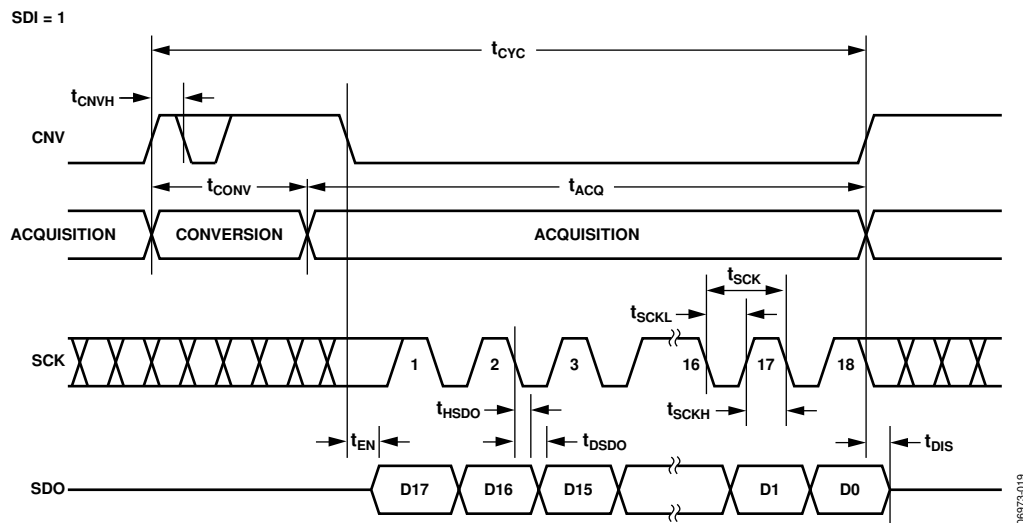 SDI = 1
tCYC
tCNVH
CNV
tCONV
tACQ
ACQUISITION
CONVERSION
ACQUISITION
tSCK
tSCKL
SCK
1
2
3
16
17
18
tHSDO
tSCKH
tEN
tDSDO
tDIS
SDO
D17
D16
D15
D1
D0
06973-019